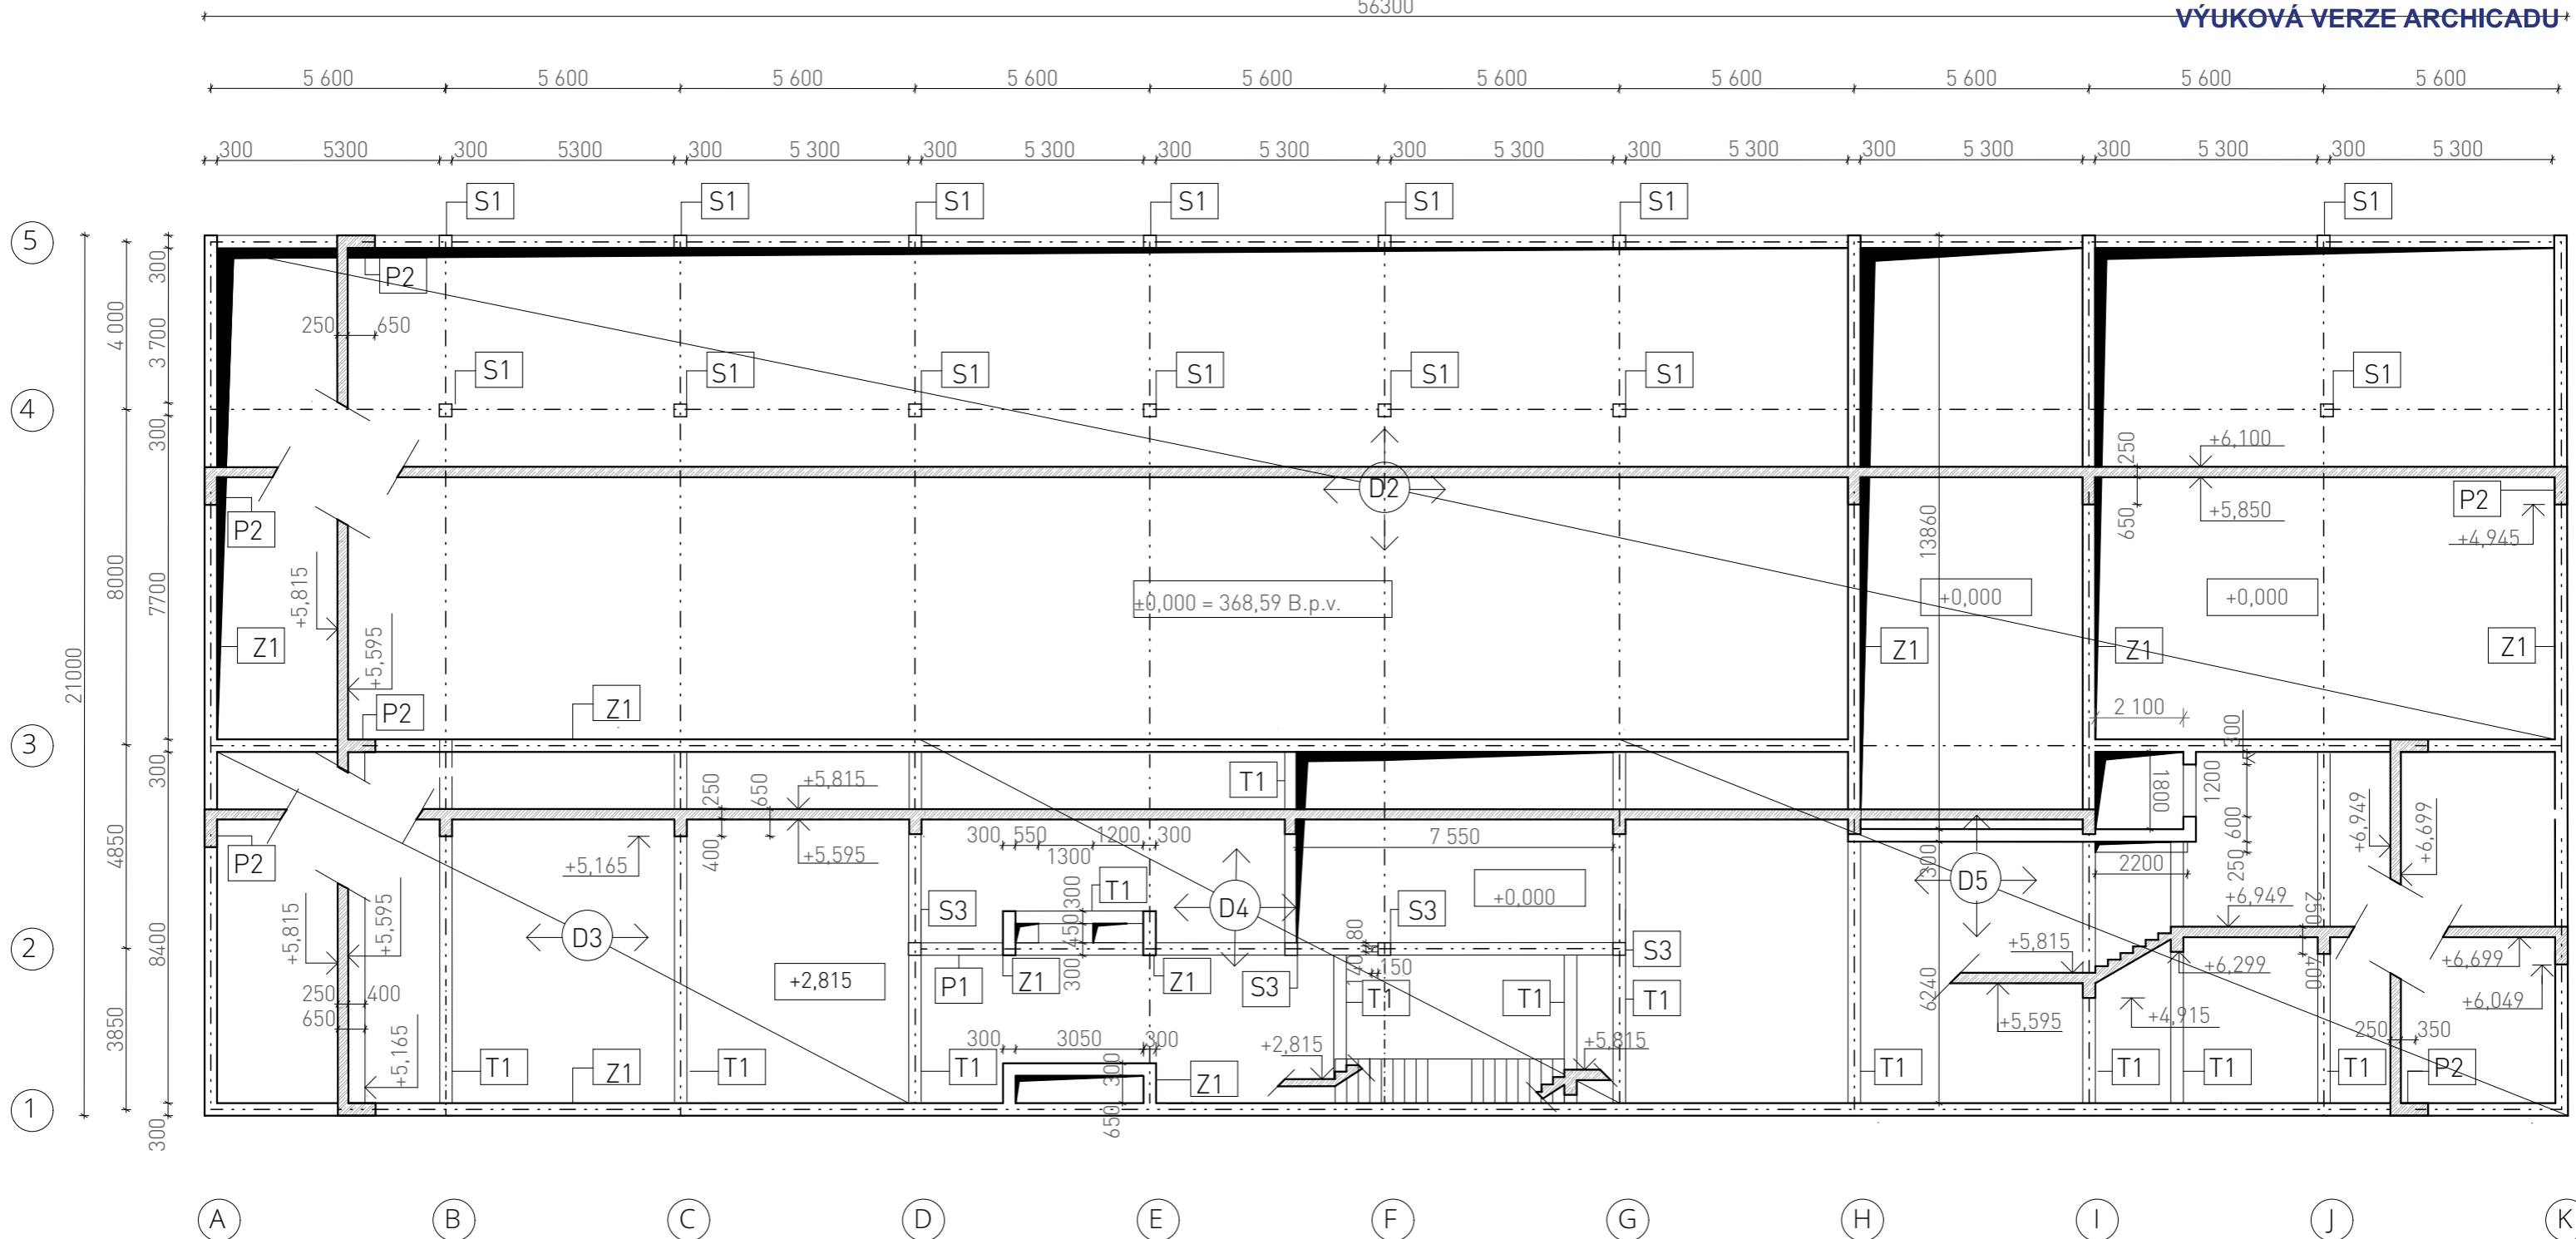 56300
VÝUKOVÁ VERZE ARCHICADU
5 600 5 600 5 600 5 600 5 600 5 600 5 600 5 600 5 600 5 600
300 5300 300 5300 300 5 300 300 5 300 300 5 300 300 5 300 300 5 300 300 5 300 300 5 300 300 5 300
S1 S1 S1 S1 S1 S1 S1
5
300
P2
4 000
3 700
250 650
S1 S1 S1 S1 S1 S1 S1
4
300
+6,100
250
D2
P2
P2
+5,850
650
+4,945
13860
8000
7700
+5,815
±0,000 = 368,59 B.p.v.
+0,000
+0,000
Z1
+5,595
Z1
Z1
Z1
21000
P2
Z1
2 100
300
3
300
250
650
+5,815
T1
1800
1200
+6,949
+6,699
P2
+5,165
400
+5,595
300 550 1200 300
1300
7 550
300
2200
600
250
D5
4850
+5,815
+5,595
D3
S3
300
T1
D4
S3
+0,000
+6,949
250
2
8400
450
80
S3
+5,815
+6,699
+2,815
P1
300
Z1
Z1
S3
140
150
T1
T1
T1
+6,299
400
+6,049
250 400
650
6240
+5,595
+4,915
3850
+5,165
300 3050 300
+2,815
+5,815
250 350
T1
Z1
T1
T1
300
Z1
T1
T1
T1
T1
P2
1
300
650
A B C D E F G H I J K